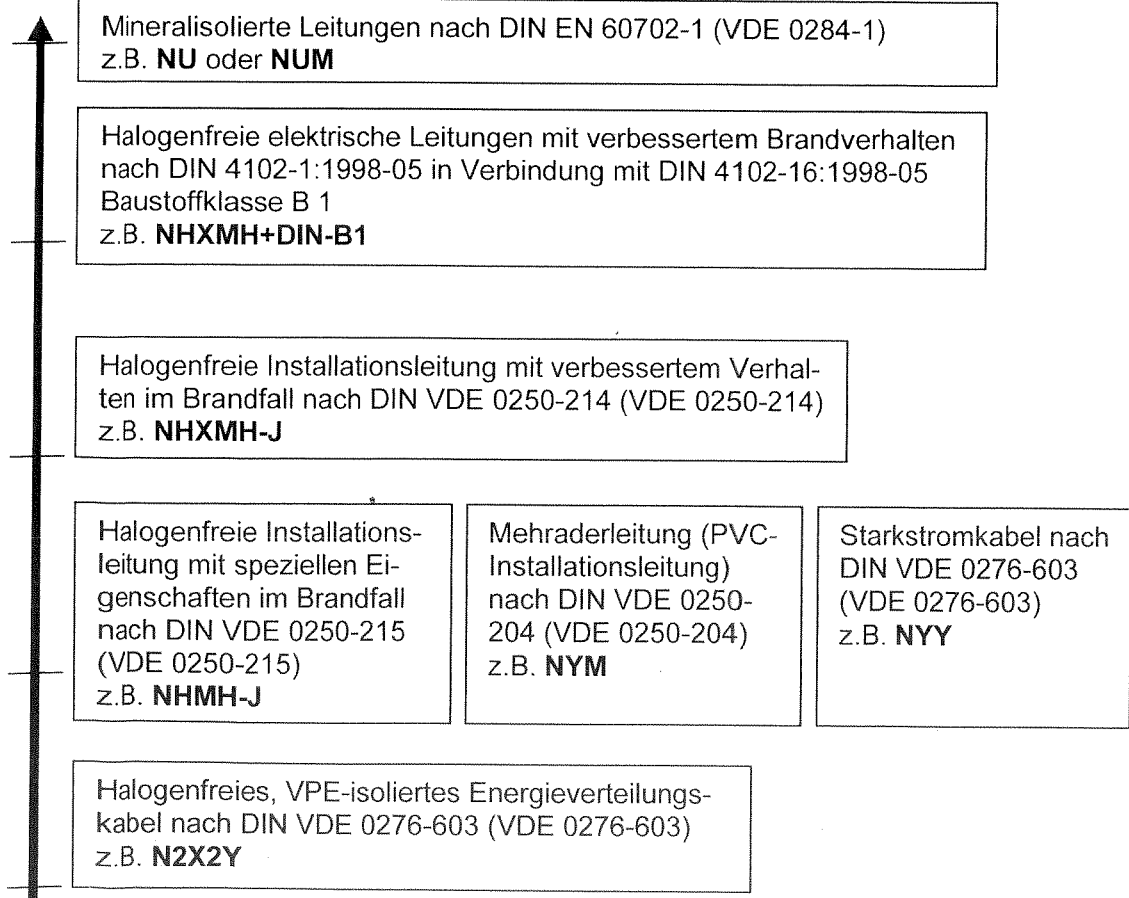 Mineralisolierte Leitungen nach DIN EN 60702-1 (VDE 0284-1)
z.B. NU oder NUM
Halogenfreie elektrische Leitungen mit verbessertem Brandverhalten
nach DIN 4102-1:1998-05 in Verbindung mit DIN 4102-16:1998-05
Baustoffklasse B 1
z.B. NHXMH+DIN-B1
Halogenfreie Installationsleitung mit verbessertem Verhal-
ten im Brandfall nach DIN VDE 0250-214 (VDE 0250-214)
z.B. NHXMH-J
Halogenfreie Installations-
leitung mit speziellen Ei-
genschaften im Brandfall
nach DIN VDE 0250-215
(VDE 0250-215)
z.B. NHMH-J
Mehraderleitung (PVC-
Installationsleitung)
nach DIN VDE 0250-
204 (VDE 0250-204)
z.B. NYM
Starkstromkabel nach
DIN VDE 0276-603
(VDE 0276-603)
z.B. NYY
Halogenfreies, VPE-isoliertes Energieverteilungs-
kabel nach DIN VDE 0276-603 (VDE 0276-603)
z.B. N2X2Y